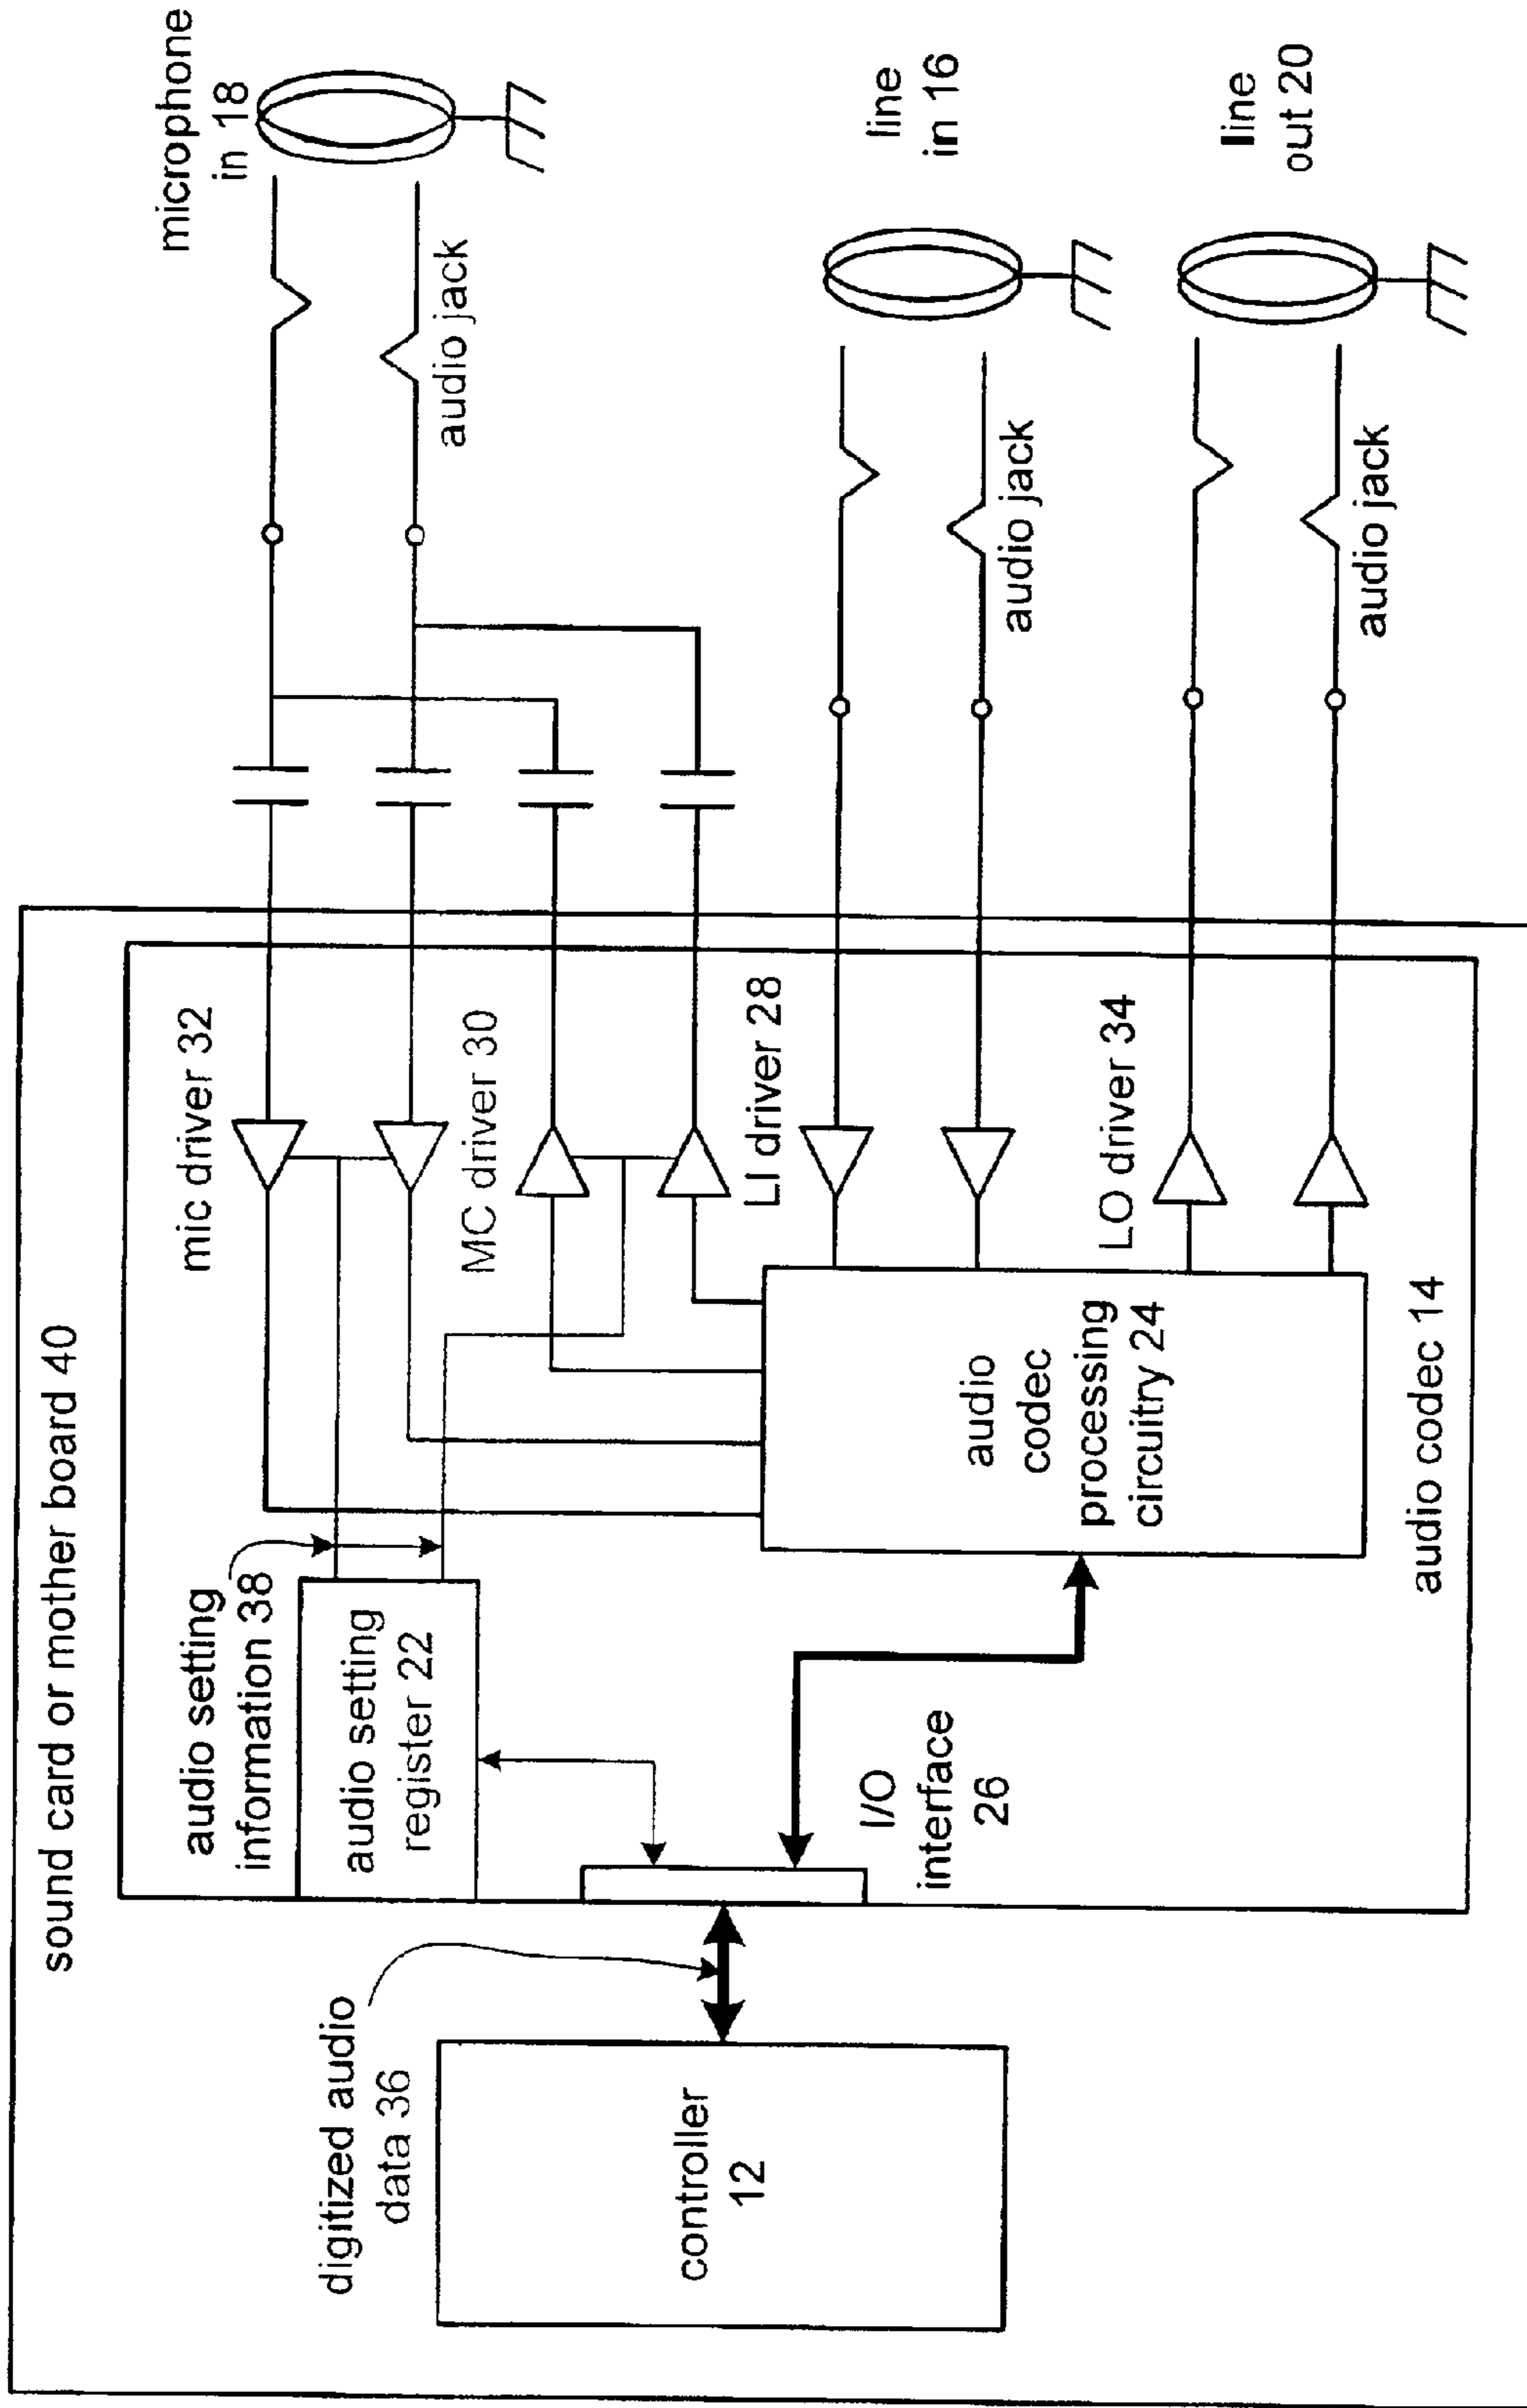 sound card or mother board 40
digitized audio
data 36
controller
12
audio setting
information 38
audio setting
register 22
I/O
interface
26
mic driver 32
MC driver 30
LI driver 28
LO driver 34
audio
codec
processing
circuitry 24
audio codec 14
microphone
in 18
audio jack
line
in 16
audio jack
line
out 20
audio jack